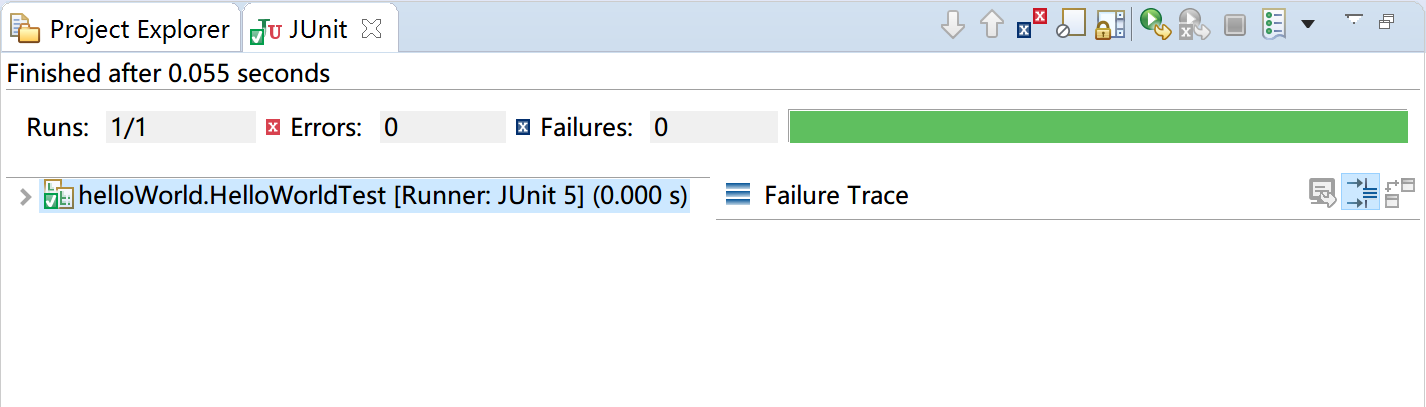 Project Explorer JUnit
Finished after 0.055 seconds
Runs: 1/1 Errors: 0 Failures: 0
helloWorld.HelloWorldTest [Runner: JUnit 5] (0.000 s) Failure Trace